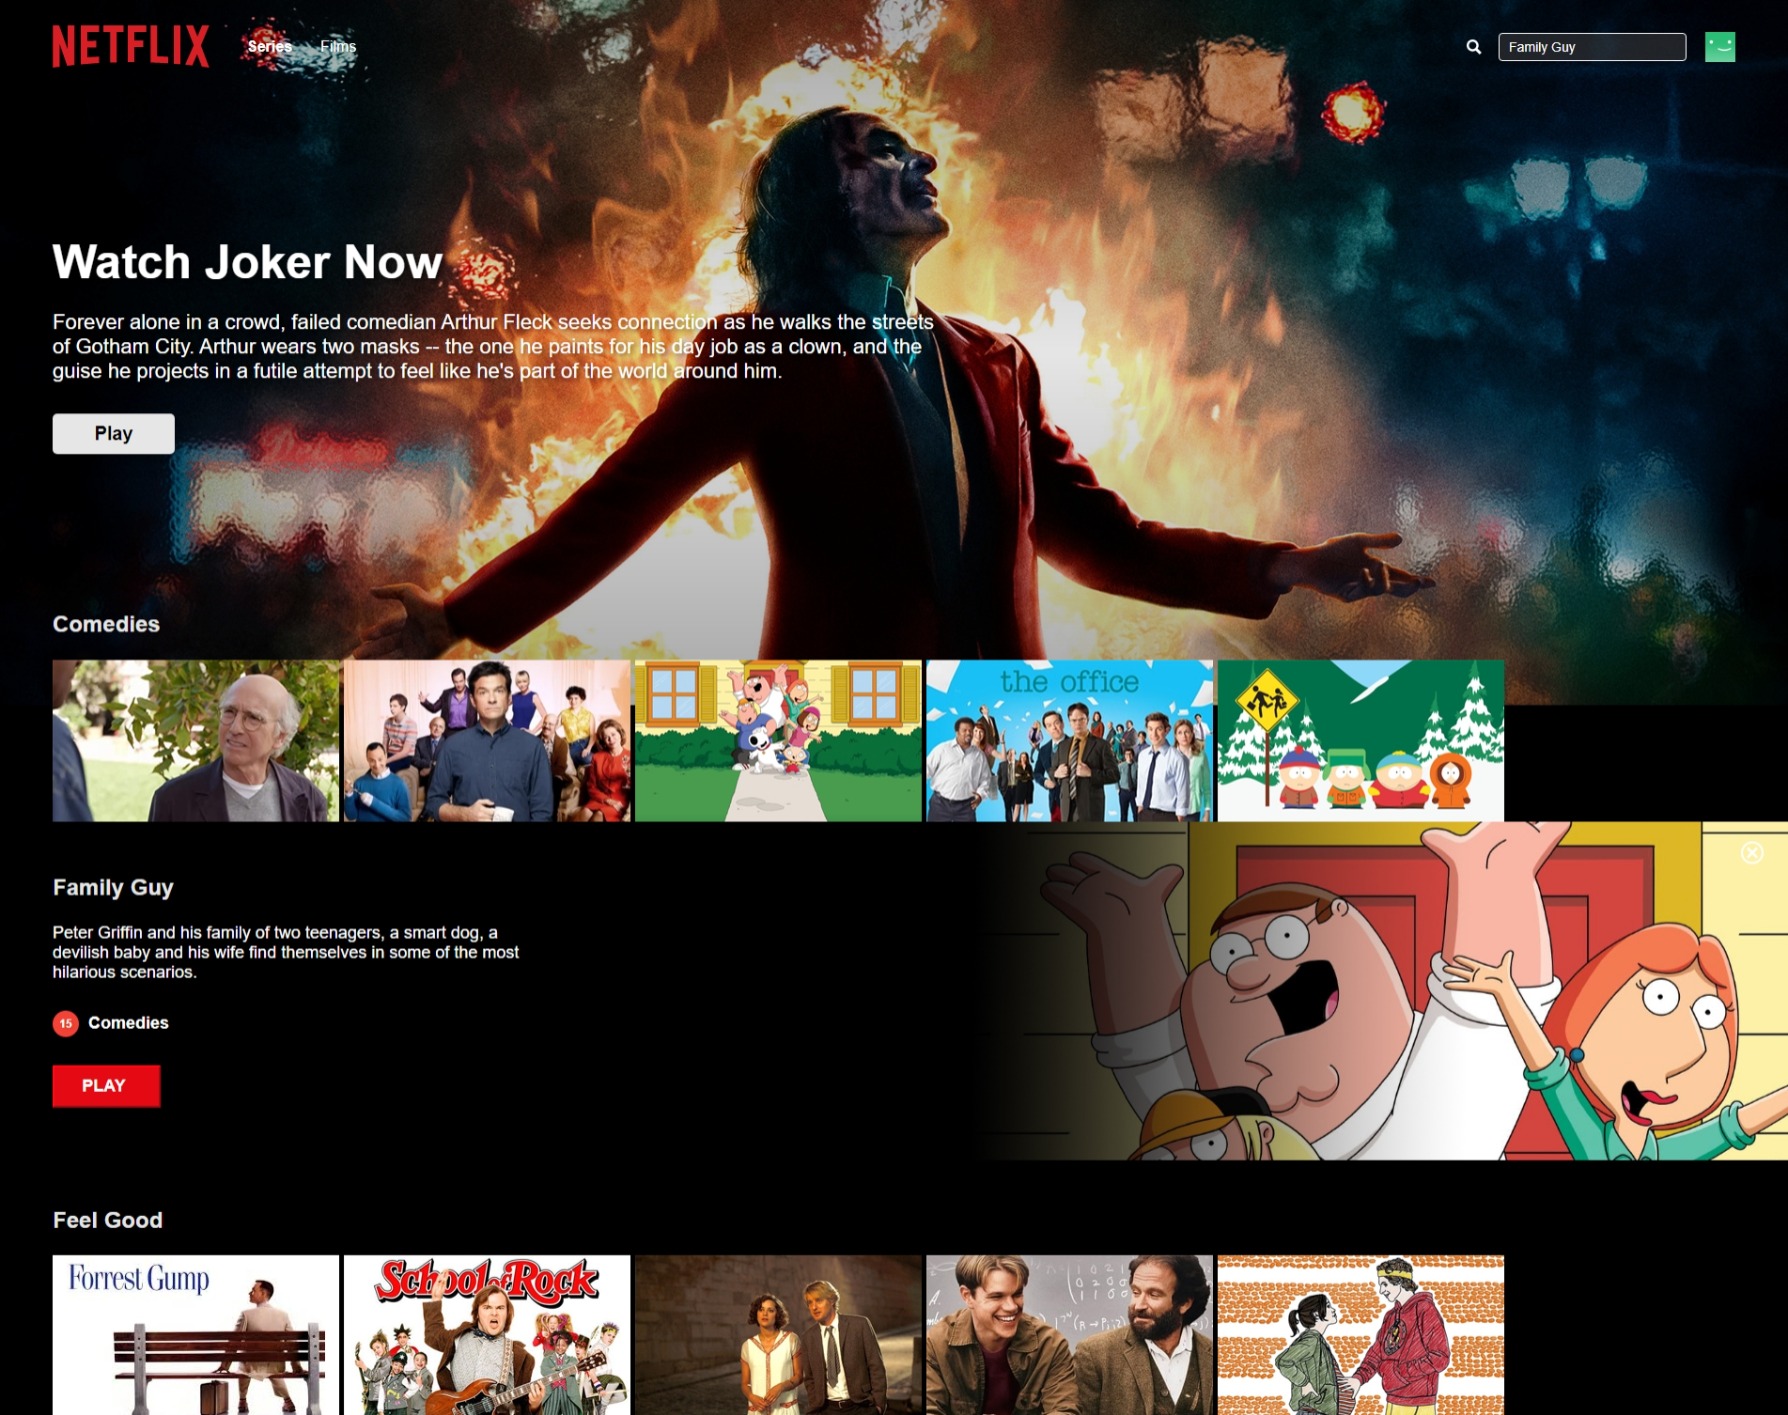 NETFLIX
Series Films
Family Guy
Watch Joker Now
Forever alone in a crowd, failed comedian Arthur Fleck seeks connection as he walks the streets
of Gotham City. Arthur wears two masks -- the one he paints for his day job as a clown, and the
guise he projects in a futile attempt to feel like he's part of the world around him.
Play
Comedies
the office
Family Guy
Peter Griffin and his family of two teenagers, a smart dog, a
devilish baby and his wife find themselves in some of the most
hilarious scenarios.
15 Comedies
PLAY
Feel Good
Forrest Gump
School of Rock